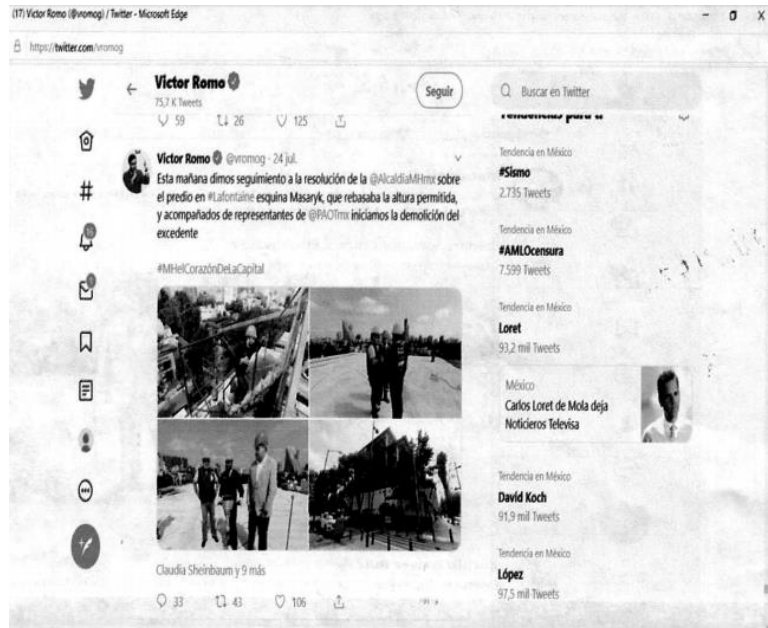 (17) Victor Romo (@vromog) / Twitter - Microsoft Edge
https://twitter.com/vromog
Victor Romo
75,7 K Tweets
Seguir
Buscar en Twitter
59 26 125
Victor Romo @vromog · 24 jul.
Esta mañana dimos seguimiento a la resolución de la @AlcaldiaMHmx sobre
el predio en #Lafontaine esquina Masaryk, que rebasaba la altura permitida,
y acompañados de representantes de @PAOTmx iniciamos la demolición del
excedente
#MHelCorazónDeLaCapital
Claudia Sheinbaum y 9 más
33 43 106
Tendencias para ti
Tendencia en México
#Sismo
2.735 Tweets
Tendencia en México
#AMLOcensura
7.599 Tweets
Tendencia en México
Loret
93,2 mil Tweets
México
Carlos Loret de Mola deja
Noticieros Televisa
Tendencia en México
David Koch
91,9 mil Tweets
Tendencia en México
López
97,5 mil Tweets